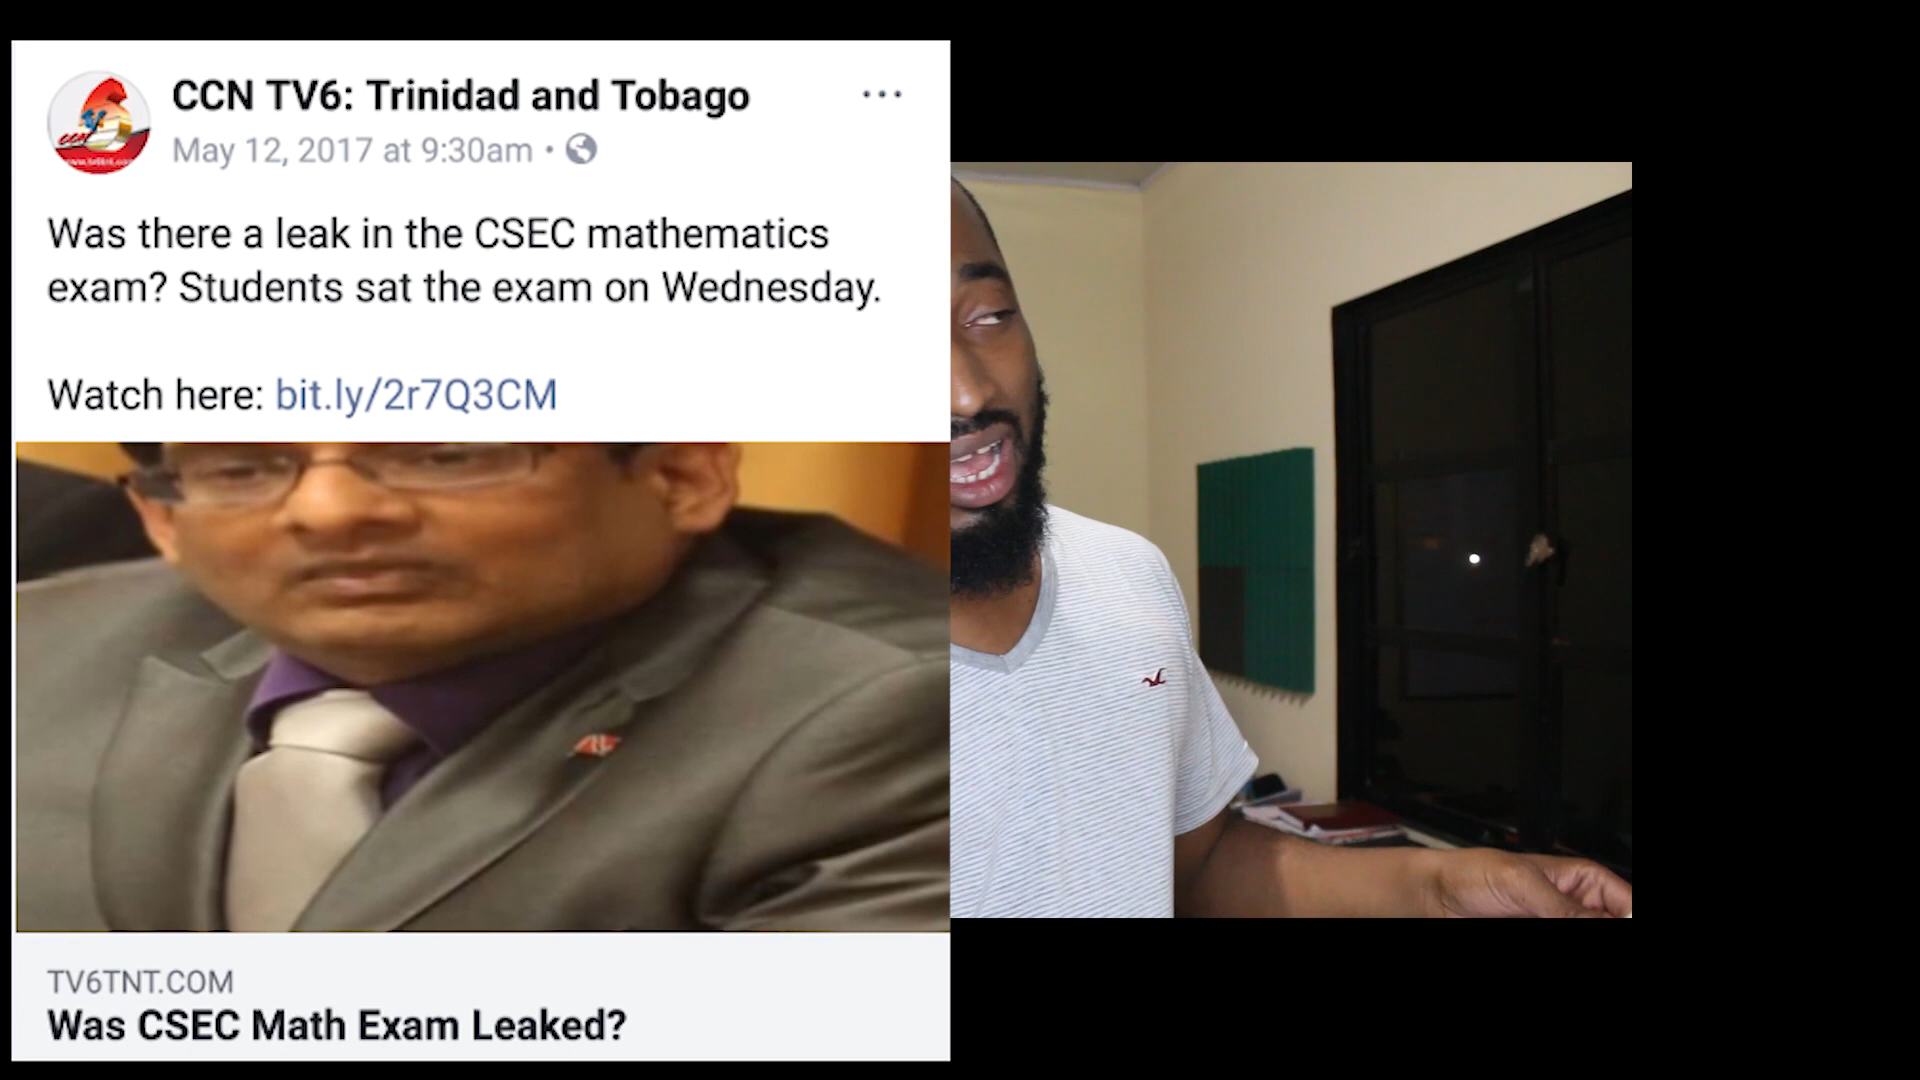 CCN TV6: Trinidad and Tobago
May 12, 2017 at 9:30am
Was there a leak in the CSEC mathematics
exam? Students sat the exam on Wednesday.
Watch here: bit.ly/2r7Q3CM
TV6TNT.COM
Was CSEC Math Exam Leaked?